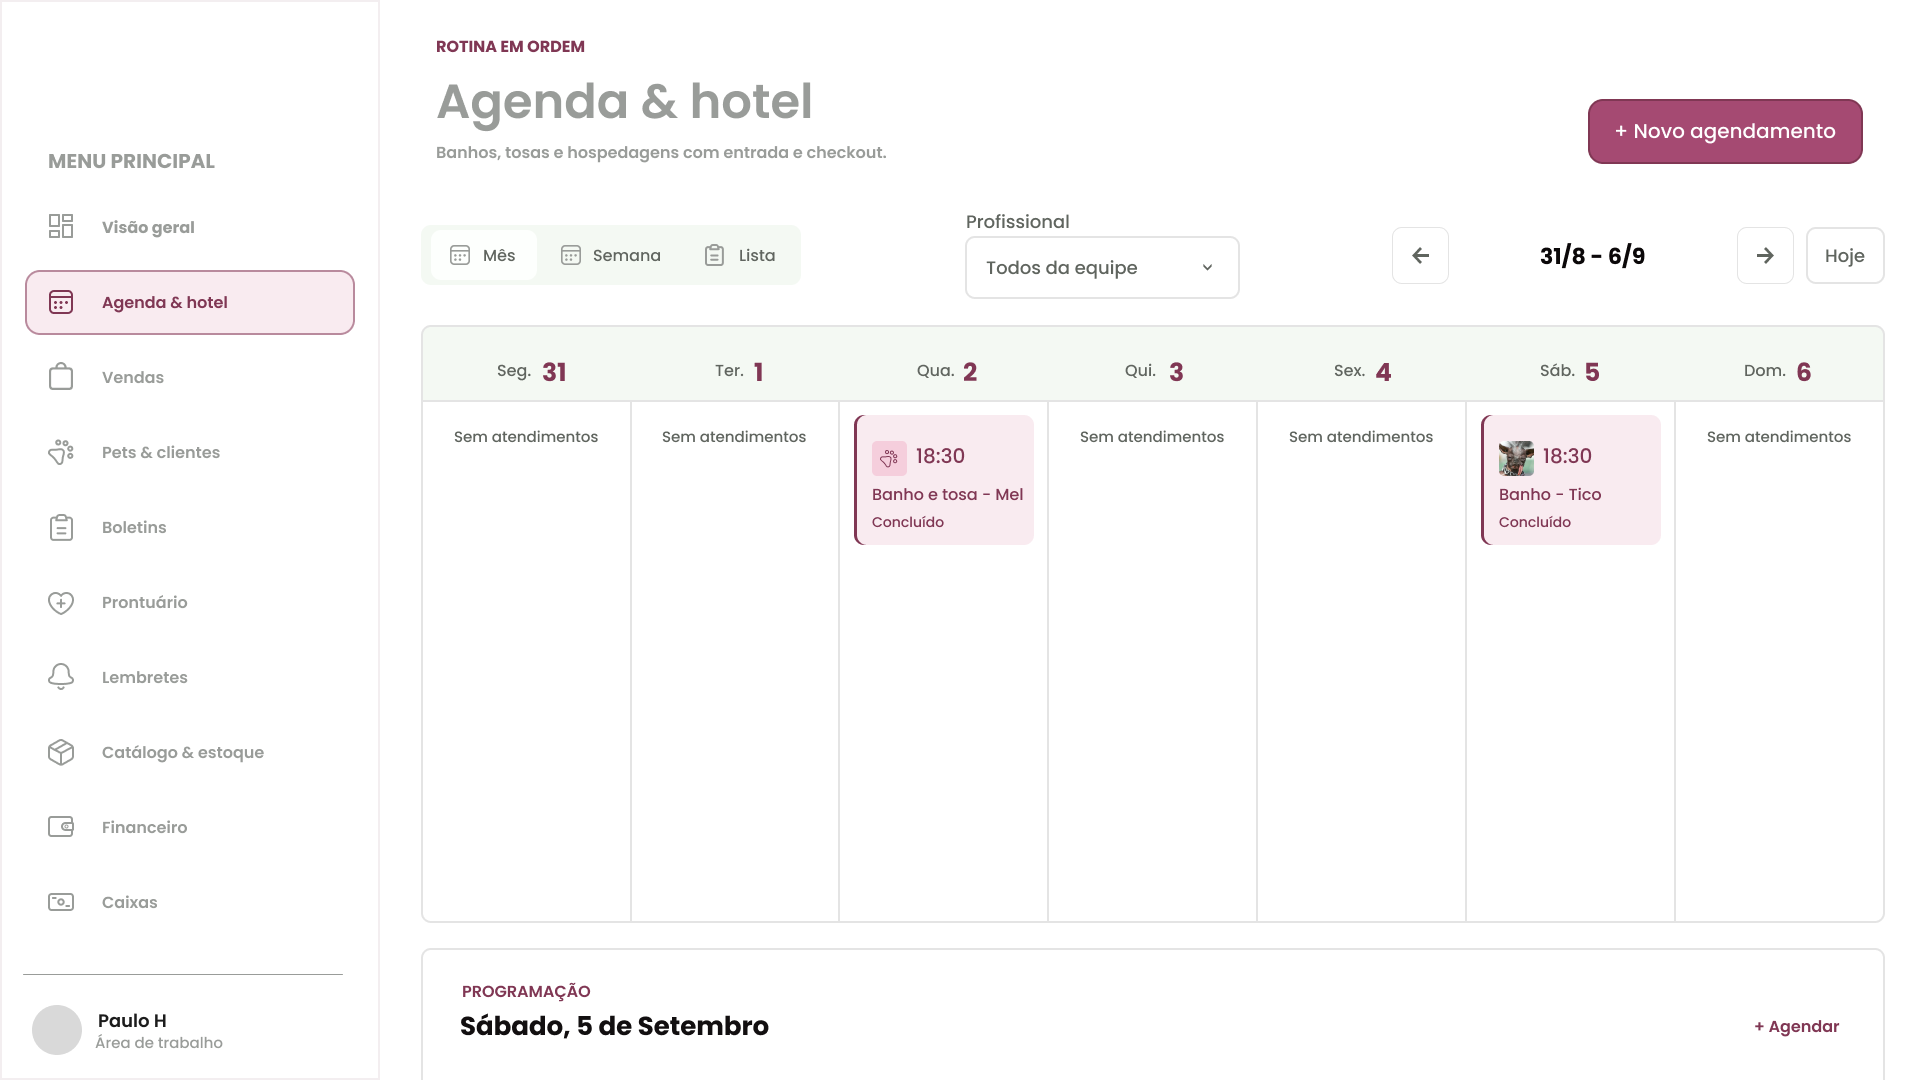 MENU PRINCIPAL
Visão geral
Agenda & hotel
Vendas
Pets & clientes
Boletins
Prontuário
Lembretes
Catálogo & estoque
Financeiro
Caixas
Paulo H
Área de trabalho
ROTINA EM ORDEM
Agenda & hotel
Banhos, tosas e hospedagens com entrada e checkout.
+ Novo agendamento
Mês
Semana
Lista
Profissional
Todos da equipe
31/8 - 6/9
Hoje
Seg. 31
Ter. 1
Qua. 2
Qui. 3
Sex. 4
Sáb. 5
Dom. 6
Sem atendimentos
Sem atendimentos
18:30
Banho e tosa - Mel
Concluído
Sem atendimentos
Sem atendimentos
18:30
Banho - Tico
Concluído
Sem atendimentos
PROGRAMAÇÃO
Sábado, 5 de Setembro
+ Agendar